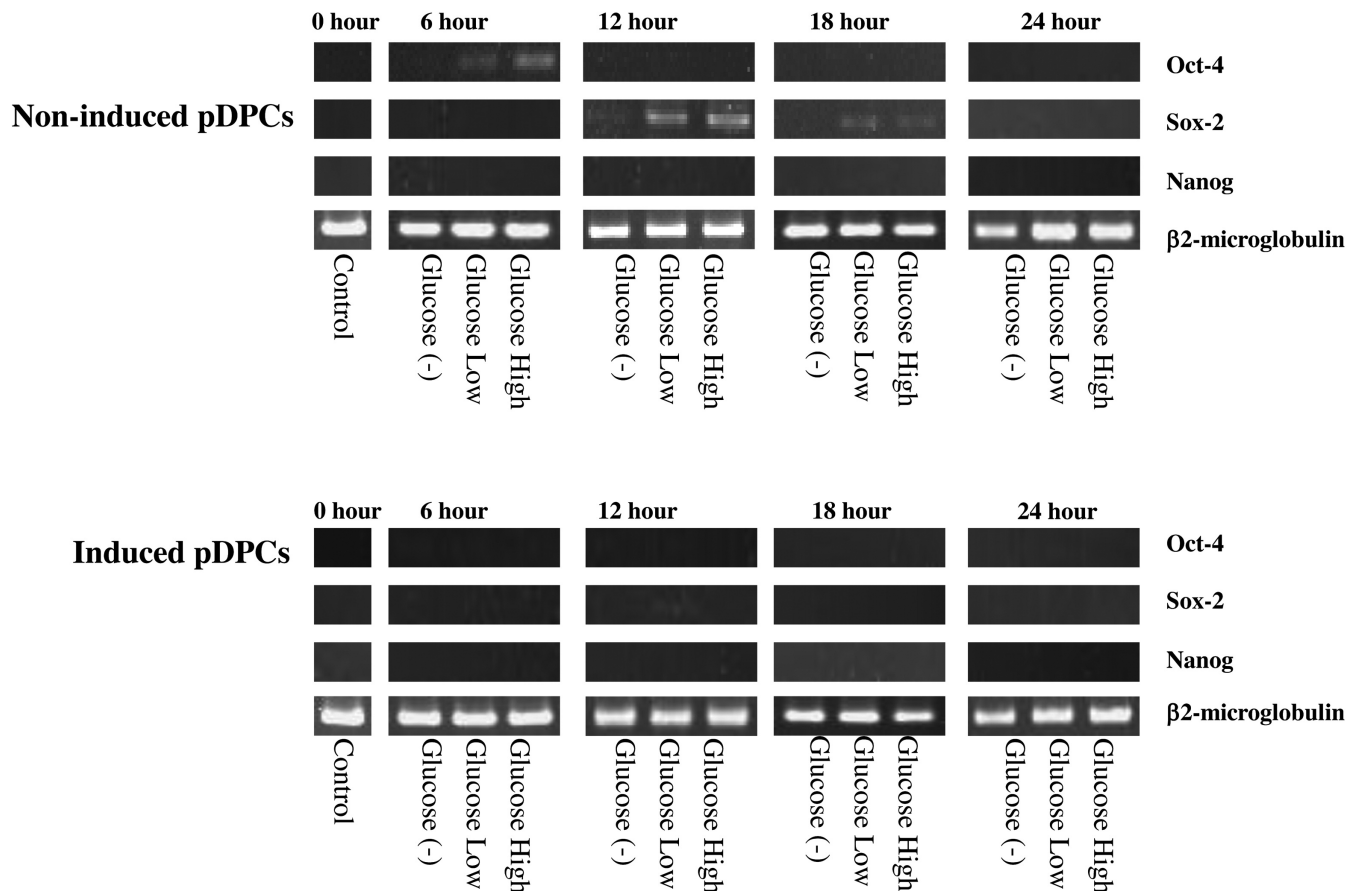 0 hour 6 hour 12 hour 18 hour 24 hour
Oct-4
Non-induced pDPCs
Sox-2
Nanog
β2-microglobulin
Control Glucose (-) Glucose Low Glucose High Glucose (-) Glucose Low Glucose High Glucose (-) Glucose Low Glucose High Glucose (-) Glucose Low Glucose High
0 hour 6 hour 12 hour 18 hour 24 hour
Induced pDPCs Oct-4
Sox-2
Nanog
β2-microglobulin
Control Glucose (-) Glucose Low Glucose High Glucose (-) Glucose Low Glucose High Glucose (-) Glucose Low Glucose High Glucose (-) Glucose Low Glucose High